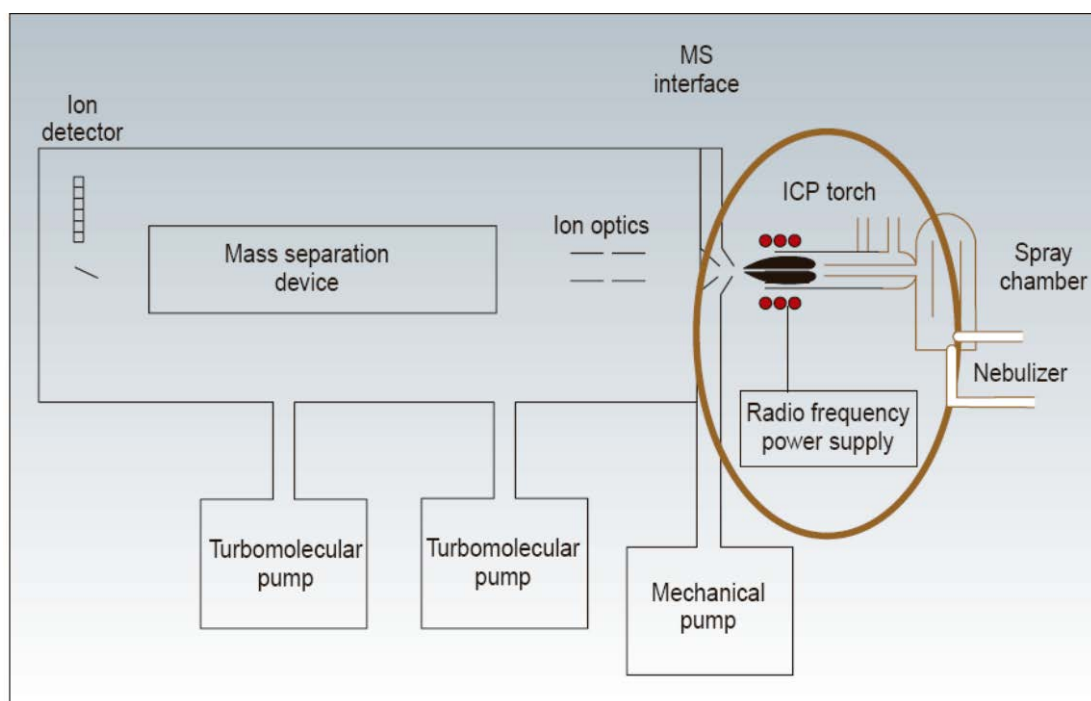 MS
interface
Ion
detector
ICP torch
Ion optics
Mass separation
device
Spray
chamber
Nebulizer
Radio frequency
power supply
Turbomolecular
pump
Turbomolecular
pump
Mechanical
pump